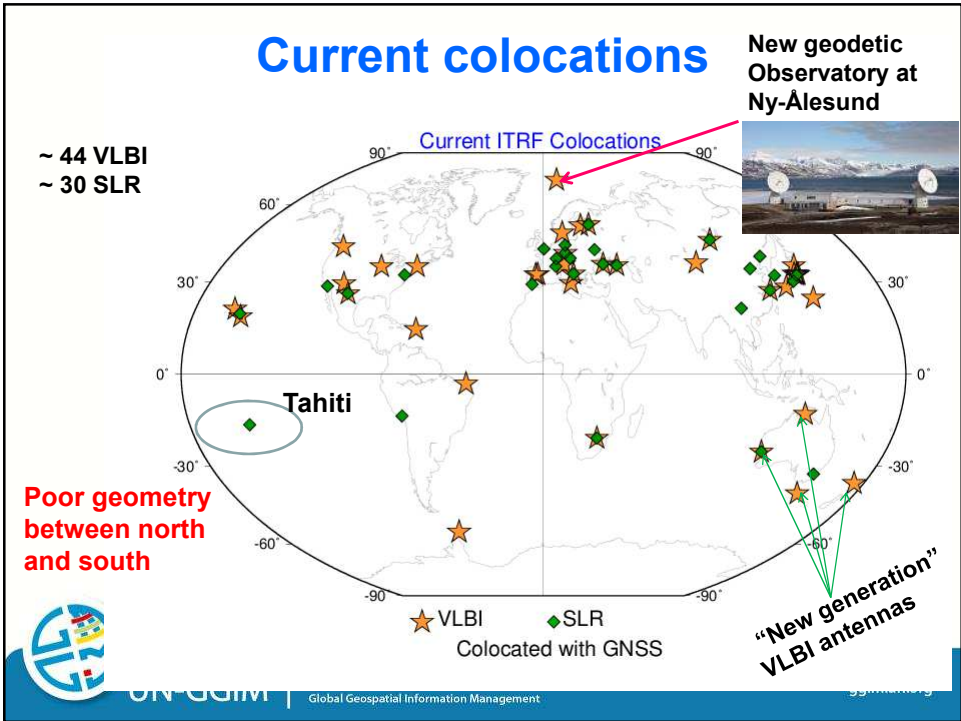 Current colocations
New geodetic
Observatory at
Ny-Ålesund
~ 44 VLBI
~ 30 SLR
Current ITRF Colocations
90˚
90˚
60˚
30˚
30˚
0˚
0˚
Tahiti
-30˚
-30˚
Poor geometry
between north
and south
-60˚
-60˚
-90˚
-90˚
VLBI
SLR
Colocated with GNSS
“New generation”
VLBI antennas
UN-GGIM
Global Geospatial Information Management